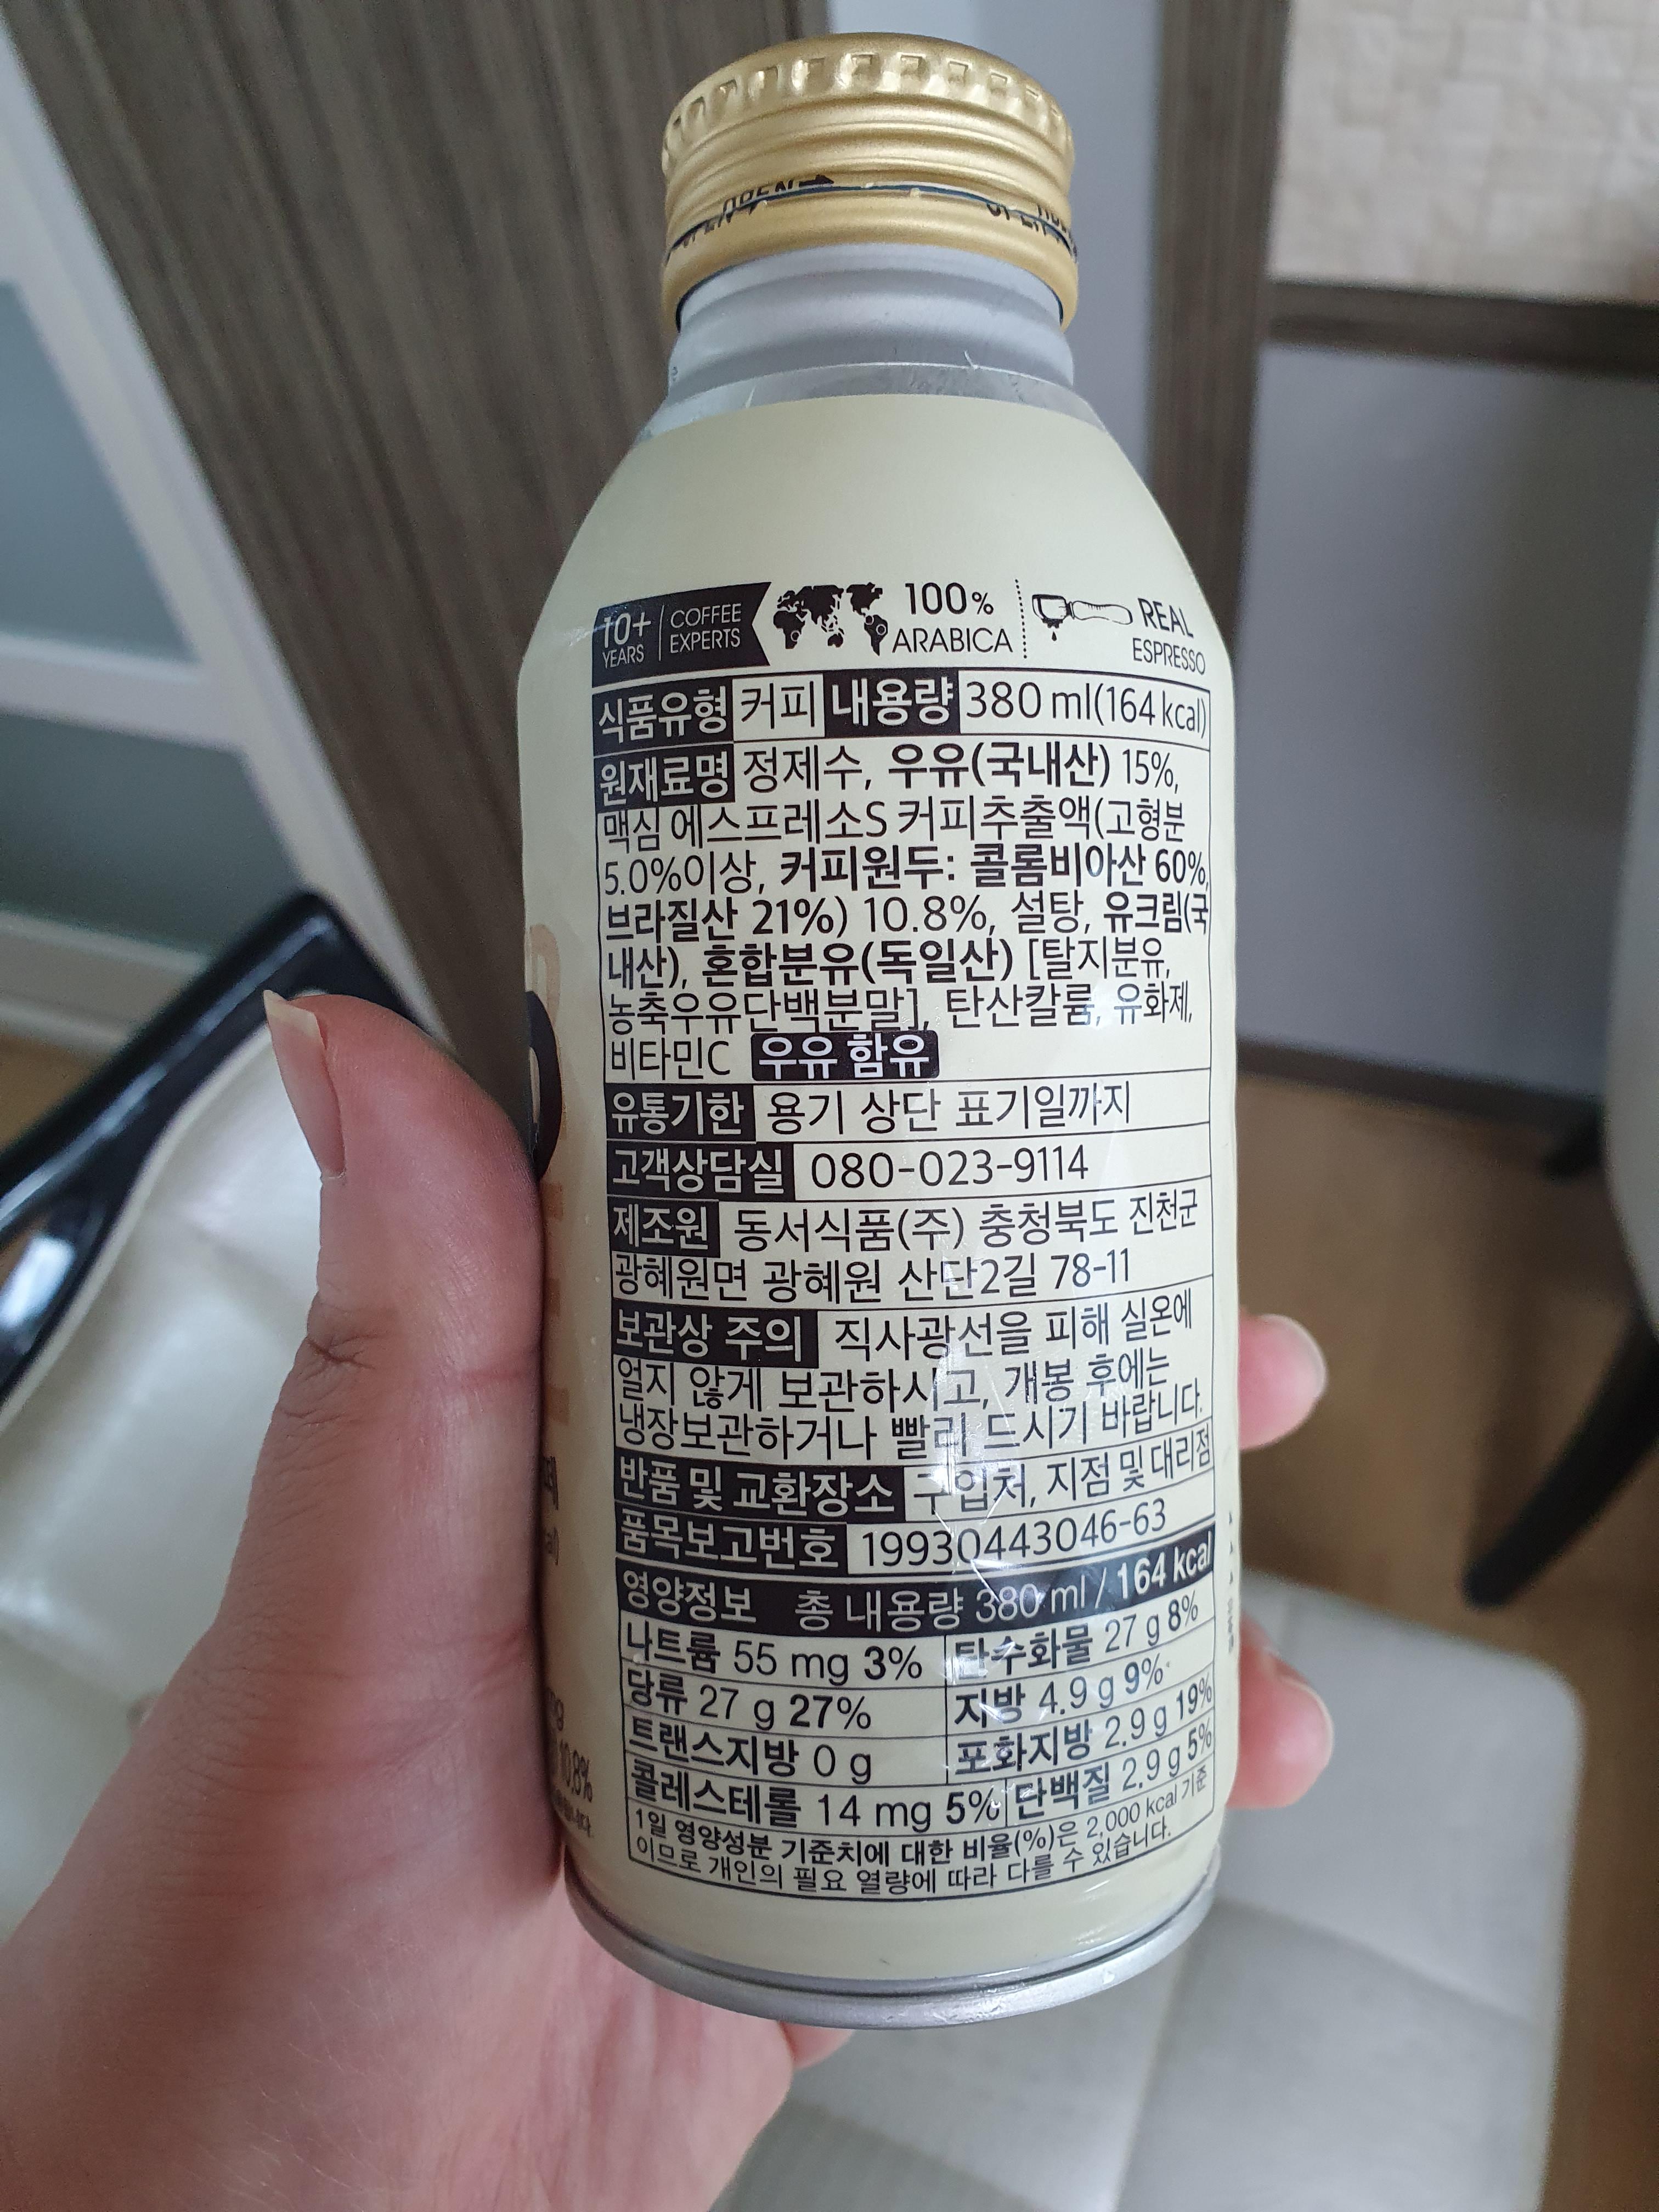 OPEN
10+ YEARS COFFEE EXPERTS 100% ARABICA REAL ESPRESSO
식품유형 커피 내용량 380 ml(164 kcal)
원재료명 정제수, 우유(국내산) 15%,
맥심 에스프레소S 커피추출액(고형분
5.0%이상, 커피원두: 콜롬비아산 60%,
브라질산 21%) 10.8%, 설탕, 유크림(국
내산), 혼합분유(독일산) [탈지분유,
농축우유단백분말], 탄산칼륨, 유화제,
비타민C 우유 함유
유통기한 용기 상단 표기일까지
고객상담실 080-023-9114
제조원 동서식품(주) 충청북도 진천군
광혜원면 광혜원 산단2길 78-11
보관상 주의 직사광선을 피해 실온에
얼지 않게 보관하시고, 개봉 후에는
냉장보관하거나 빨리 드시기 바랍니다.
반품 및 교환장소 구입처, 지점 및 대리점
품목보고번호 19930443046-63
영양정보 총 내용량 380 ml / 164 kcal
나트륨 55 mg 3% 탄수화물 27 g 8%
당류 27 g 27% 지방 4.9 g 9%
트랜스지방 0 g 포화지방 2.9 g 19%
콜레스테롤 14 mg 5% 단백질 2.9 g 5%
1일 영양성분 기준치에 대한 비율(%)은 2,000 kcal 기준
이므로 개인의 필요 열량에 따라 다를 수 있습니다.
10.8%